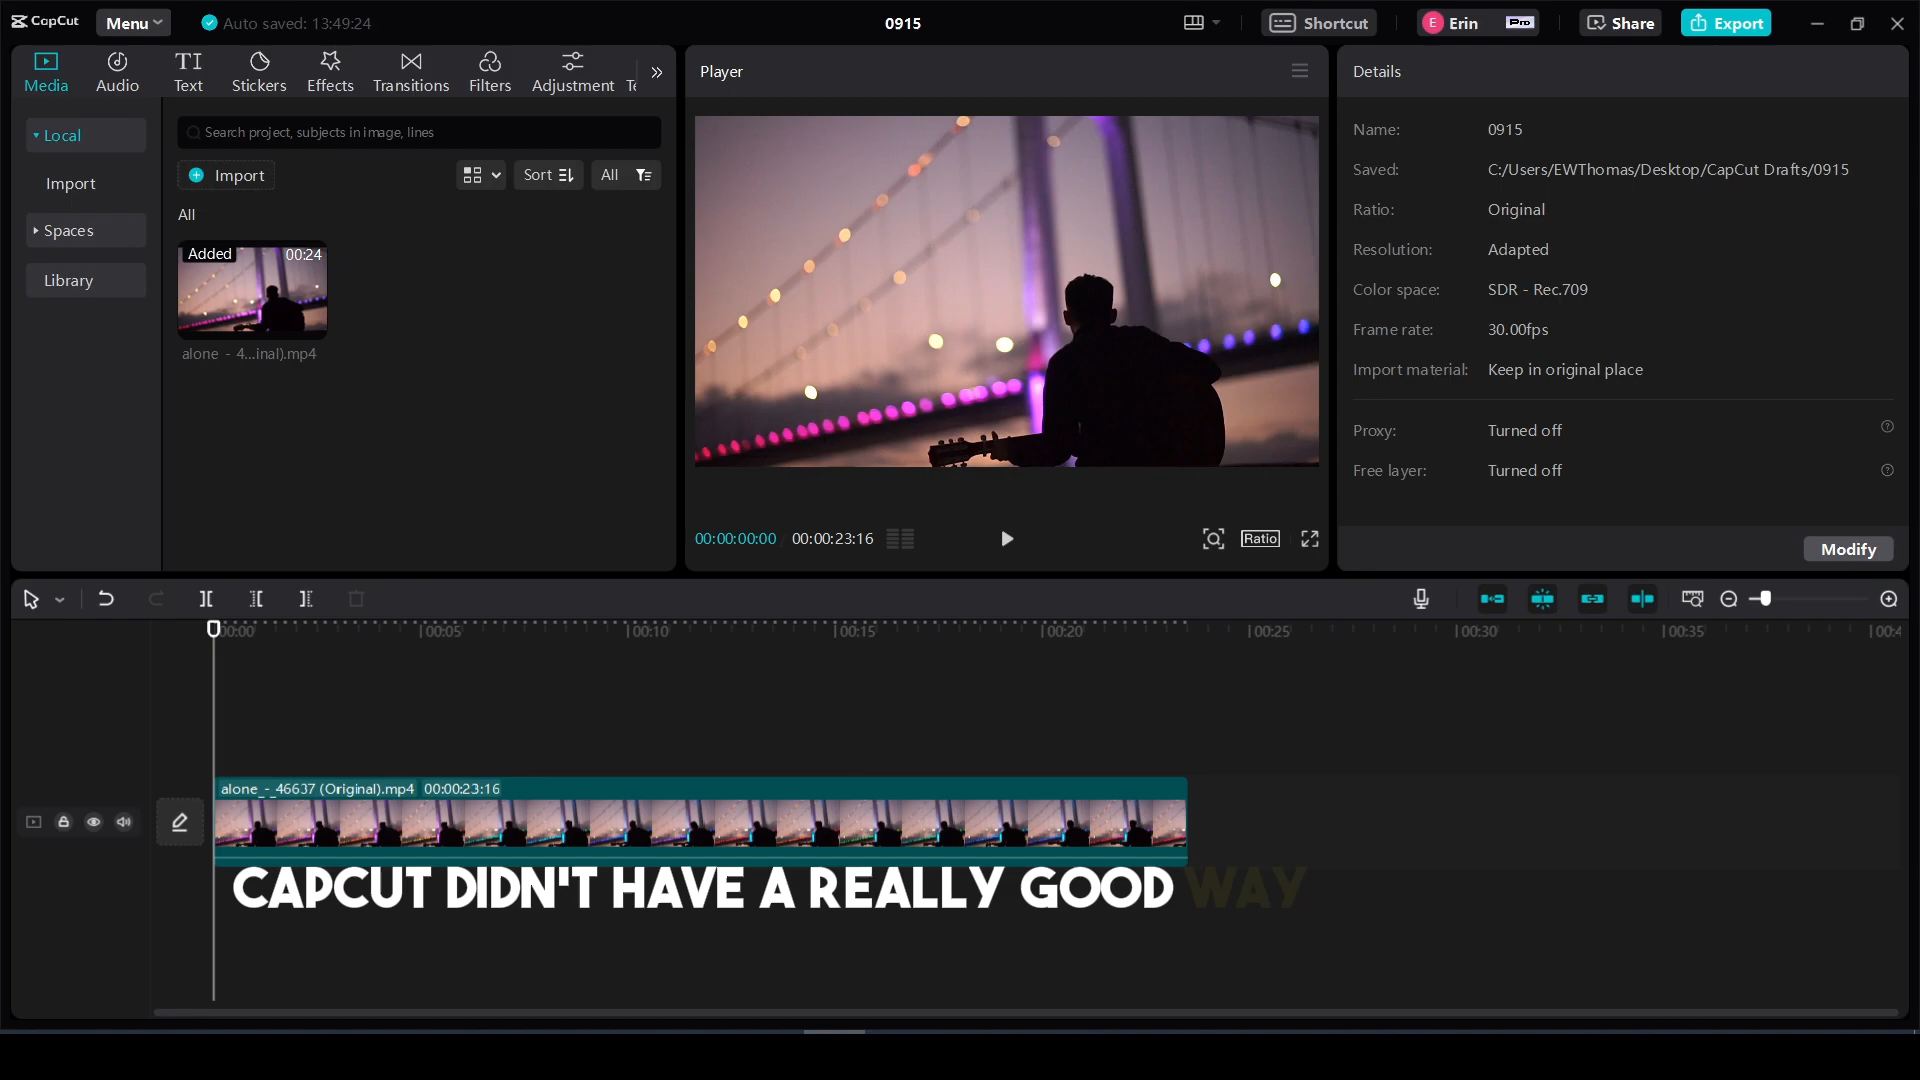 CapCut Menu Auto saved: 13:49:24 0915 Shortcut E Erin Pro Share Export
Media Audio Text Stickers Effects Transitions Filters Adjustment
Local
Import
Spaces
Library
Search project, subjects in image, lines
Import Sort All
All
Added 00:24
alone - 4...inal).mp4
Player
00:00:00:00 00:00:23:16 Ratio
Details
Name: 0915
Saved: C:/Users/EWThomas/Desktop/CapCut Drafts/0915
Ratio: Original
Resolution: Adapted
Color space: SDR - Rec.709
Frame rate: 30.00fps
Import material: Keep in original place
Proxy: Turned off
Free layer: Turned off
Modify
00:00 00:05 00:10 00:15 00:20 00:25 00:30 00:35
alone_-_46637 (Original).mp4 00:00:23:16
CAPCUT DIDN'T HAVE A REALLY GOOD WAY